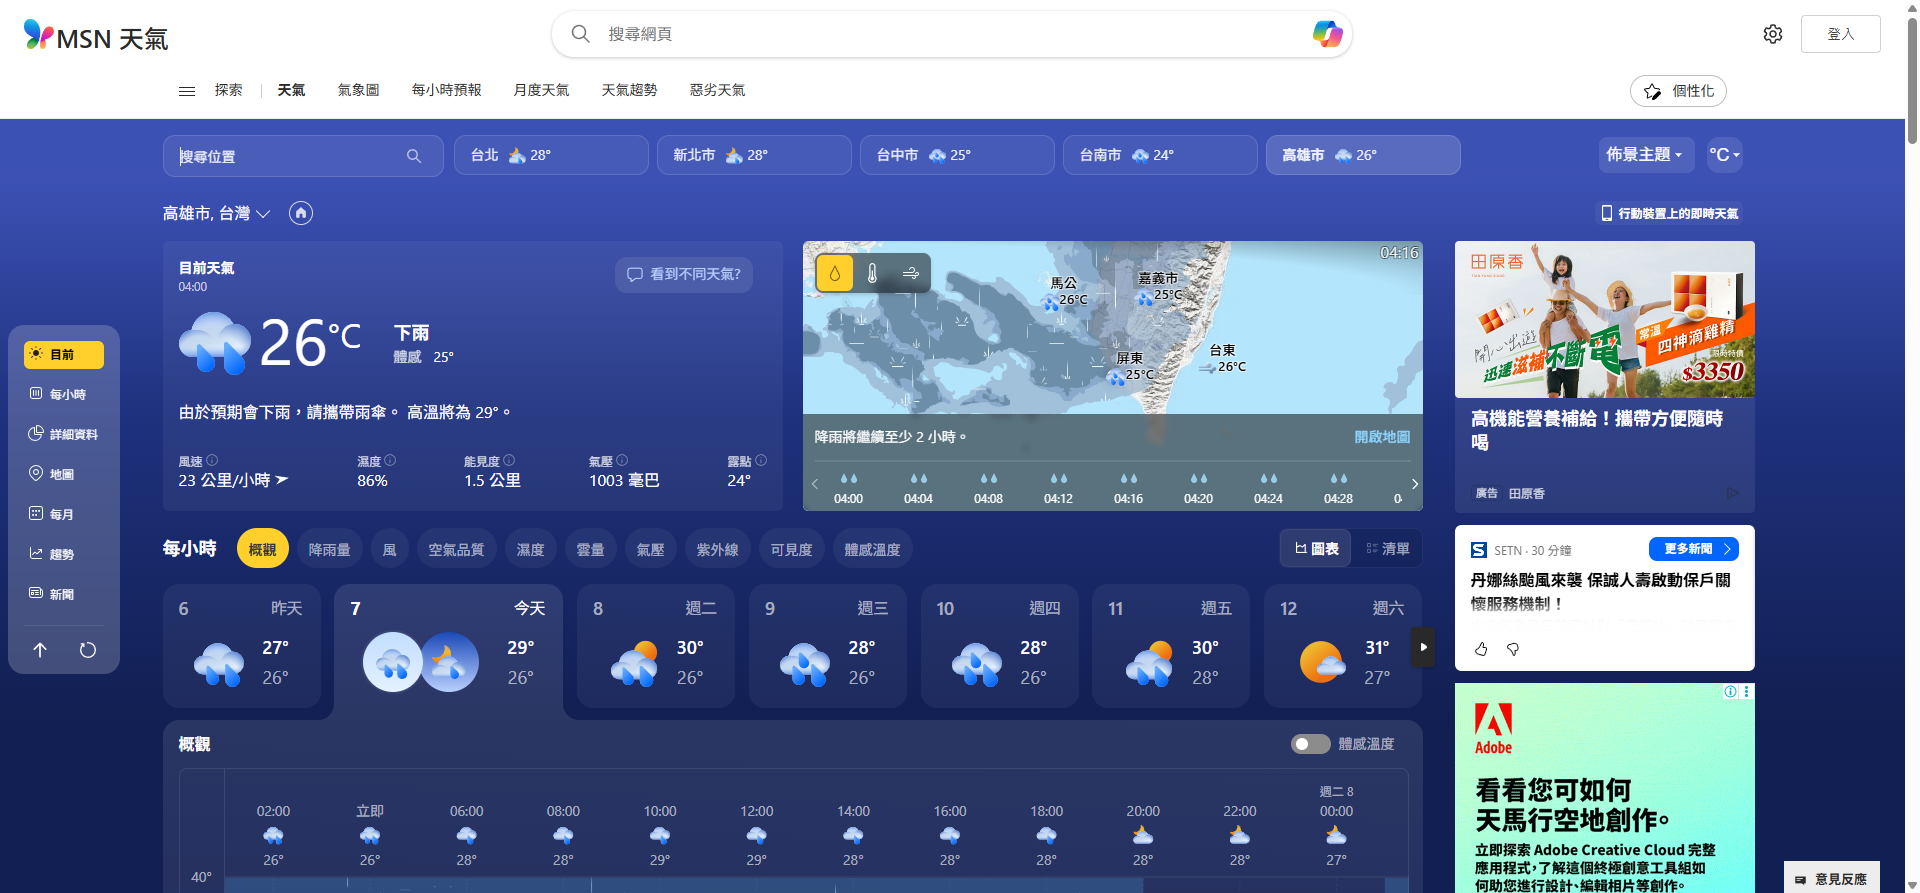 MSN 天氣
搜尋網頁
登入
探索
天氣
氣象圖
每小時預報
月度天氣
天氣趨勢
惡劣天氣
個性化
搜尋位置
台北 28°
新北市 28°
台中市 25°
台南市 24°
高雄市 26°
佈景主題
°C
高雄市, 台灣
行動裝置上的即時天氣
目前天氣
04:00
看到不同天氣?
26°C
下雨
體感 25°
由於預期會下雨，請攜帶雨傘。 高溫將為 29°。
風速
23 公里/小時
濕度
86%
能見度
1.5 公里
氣壓
1003 毫巴
露點
24°
04:16
馬公
26°C
嘉義市
25°C
屏東
25°C
台東
26°C
降雨將繼續至少 2 小時。
開啟地圖
04:00 04:04 04:08 04:12 04:16 04:20 04:24 04:28 0
目前
每小時
詳細資料
地圖
每月
趨勢
新聞
每小時
概觀
降雨量
風
空氣品質
濕度
雲量
氣壓
紫外線
可見度
體感溫度
圖表
清單
6 昨天
27°
26°
7 今天
29°
26°
8 週二
30°
26°
9 週三
28°
26°
10 週四
28°
26°
11 週五
30°
28°
12 週六
31°
27°
概觀
體感溫度
週二 8
02:00 立即 06:00 08:00 10:00 12:00 14:00 16:00 18:00 20:00 22:00 00:00
26° 26° 28° 28° 29° 29° 28° 28° 28° 28° 28° 27°
40°
田原香
開心出遊
迅速滋補不斷電
常溫
四神滴雞精
限時特價
$3350
高機能營養補給！攜帶方便隨時
喝
廣告 田原香
SETN · 30 分鐘
更多新聞
丹娜絲颱風來襲 保誠人壽啟動保戶關
懷服務機制！
Adobe
看看您可如何
天馬行空地創作。
立即探索 Adobe Creative Cloud 完整
應用程式，了解這個終極創意工具組如
何助您進行設計、編輯相片等創作。
意見反應